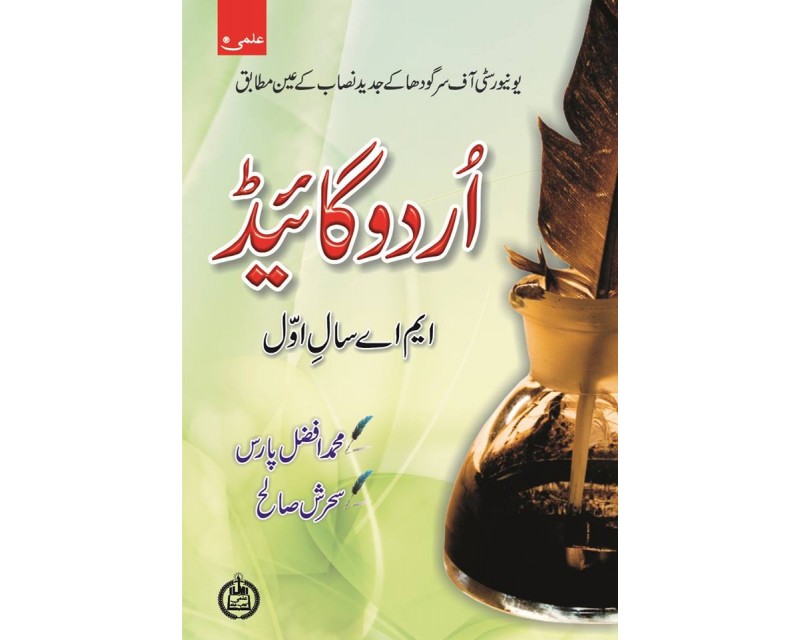 علمی®
یونیورسٹی آف سرگودھا کے جدید نصاب کے عین مطابق
اُردو گائیڈ
ایم اے سالِ اوّل
محمد افضل پارس
سحرش صالح
علمی